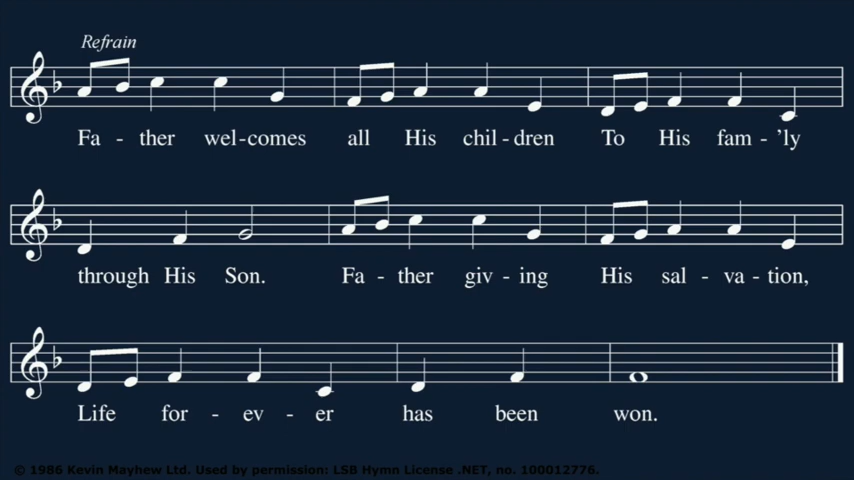 Refrain
Fa - ther wel - comes all His chil - dren To His fam - 'ly
through His Son. Fa - ther giv - ing His sal - va - tion,
Life for - ev - er has been won.
© 1986 Kevin Mayhew Ltd. Used by permission: LSB Hymn License .NET, no. 100012776.